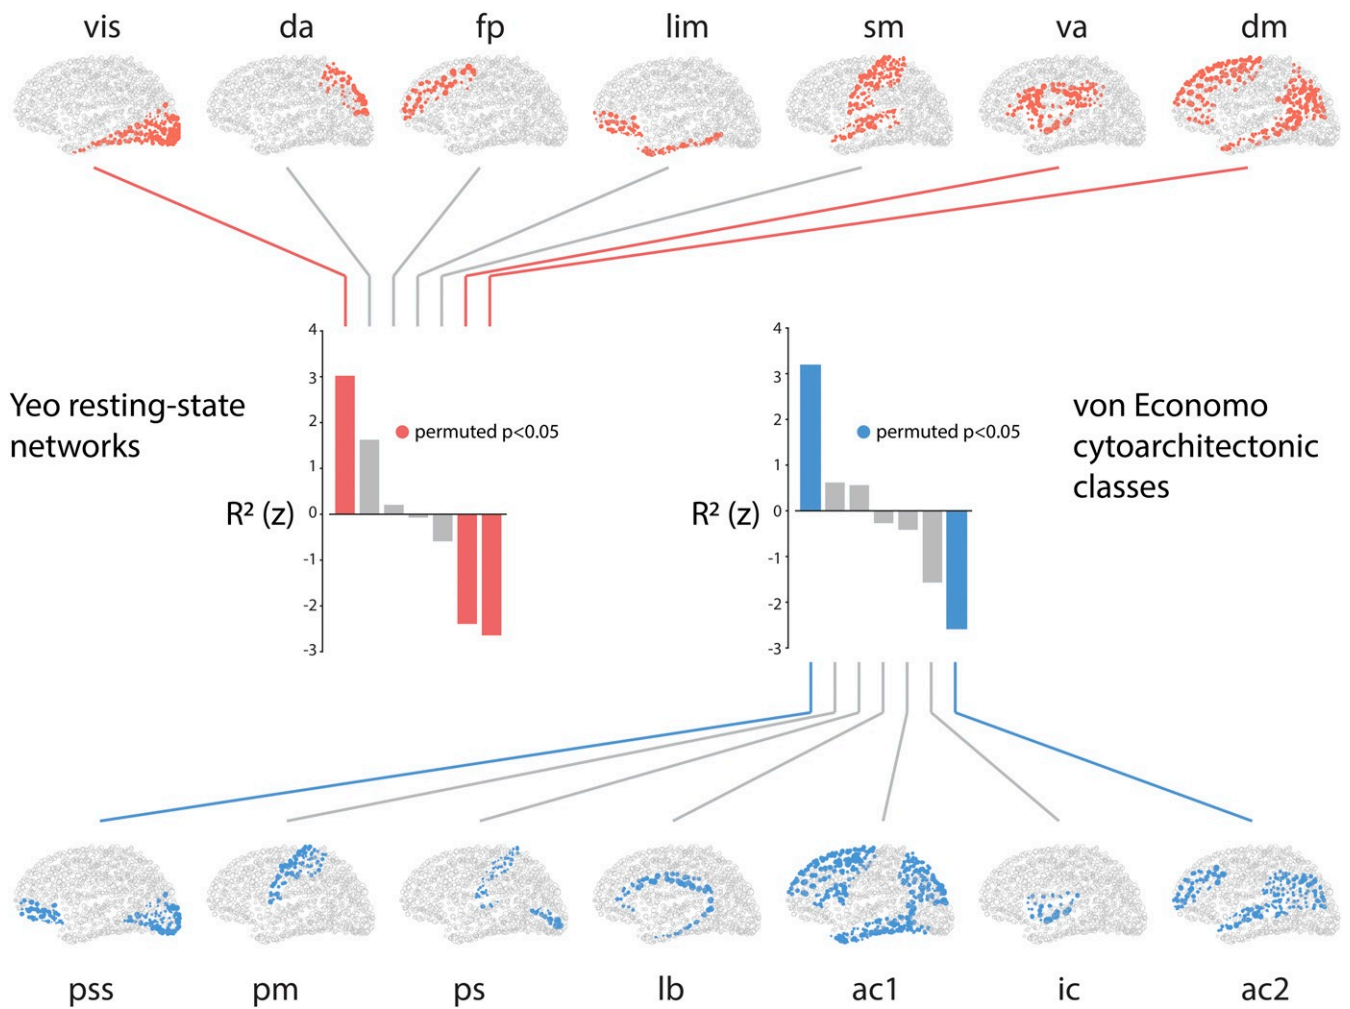 vis da fp lim sm va dm
4
3
2
1
0
-1
-2
-3
R² (z)
permuted p<0.05
Yeo resting-state
networks
4
3
2
1
0
-1
-2
-3
R² (z)
permuted p<0.05
von Economo
cytoarchitectonic
classes
pss pm ps lb ac1 ic ac2